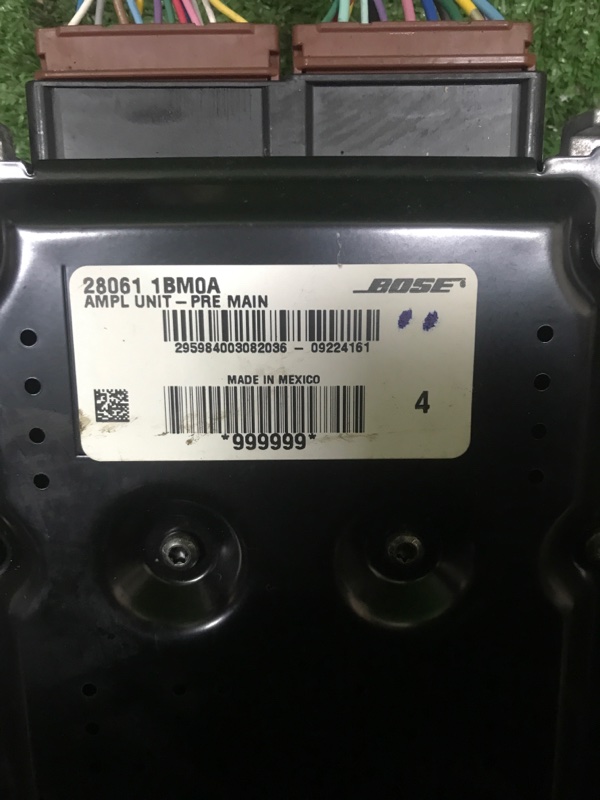 28061 1BM0A
AMPL UNIT - PRE MAIN
BOSE
295984003082036 - 09224161
MADE IN MEXICO
4
*999999*